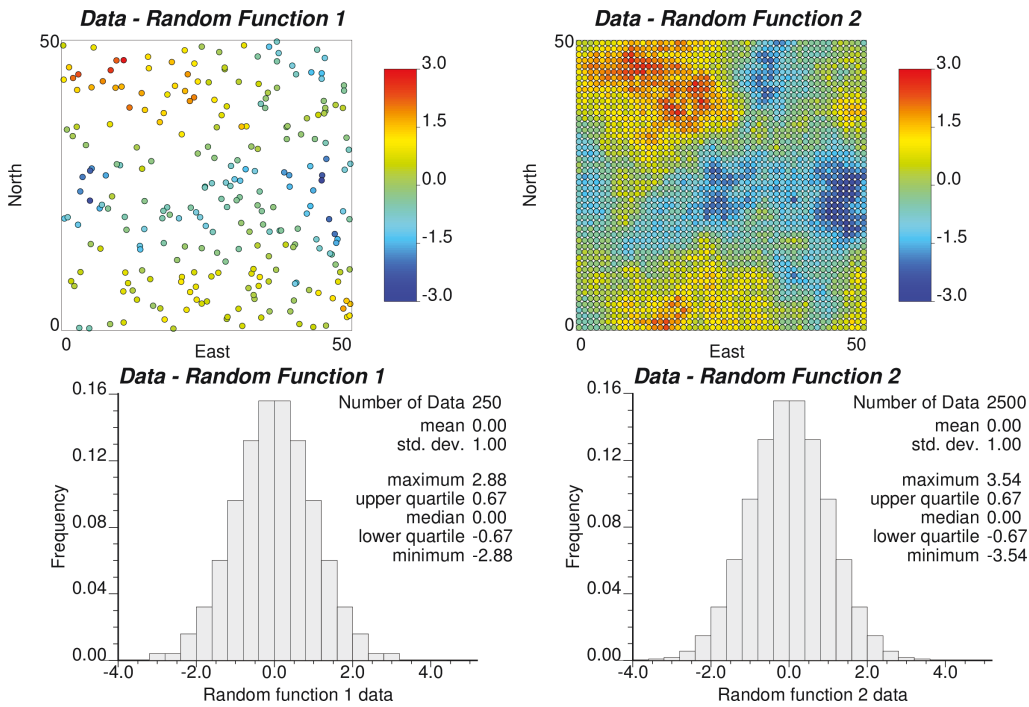 Data - Random Function 1
50
North
0
0
50
East
3.0
1.5
0.0
-1.5
-3.0
Data - Random Function 2
50
North
0
0
50
East
3.0
1.5
0.0
-1.5
-3.0
Data - Random Function 1
Frequency
0.16
0.12
0.08
0.04
0.00
-4.0 -2.0 0.0 2.0 4.0
Random function 1 data
Number of Data 250
mean 0.00
std. dev. 1.00
maximum 2.88
upper quartile 0.67
median 0.00
lower quartile -0.67
minimum -2.88
Data - Random Function 2
Frequency
0.16
0.12
0.08
0.04
0.00
-4.0 -2.0 0.0 2.0 4.0
Random function 2 data
Number of Data 2500
mean 0.00
std. dev. 1.00
maximum 3.54
upper quartile 0.67
median 0.00
lower quartile -0.67
minimum -3.54